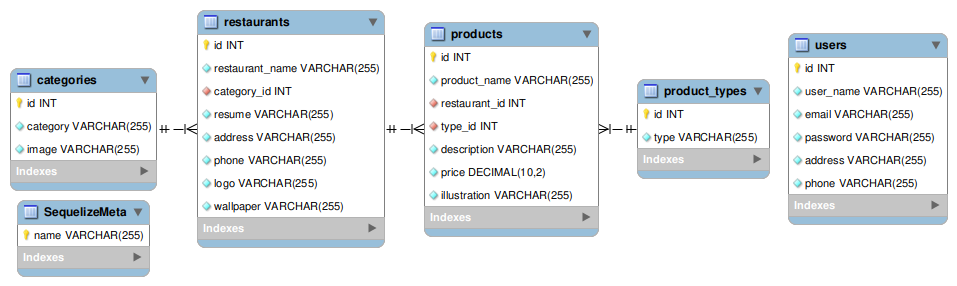 categories
id INT
category VARCHAR(255)
image VARCHAR(255)
Indexes
SequelizeMeta
name VARCHAR(255)
Indexes
restaurants
id INT
restaurant_name VARCHAR(255)
category_id INT
resume VARCHAR(255)
address VARCHAR(255)
phone VARCHAR(255)
logo VARCHAR(255)
wallpaper VARCHAR(255)
Indexes
products
id INT
product_name VARCHAR(255)
restaurant_id INT
type_id INT
description VARCHAR(255)
price DECIMAL(10,2)
illustration VARCHAR(255)
Indexes
product_types
id INT
type VARCHAR(255)
Indexes
users
id INT
user_name VARCHAR(255)
email VARCHAR(255)
password VARCHAR(255)
address VARCHAR(255)
phone VARCHAR(255)
Indexes